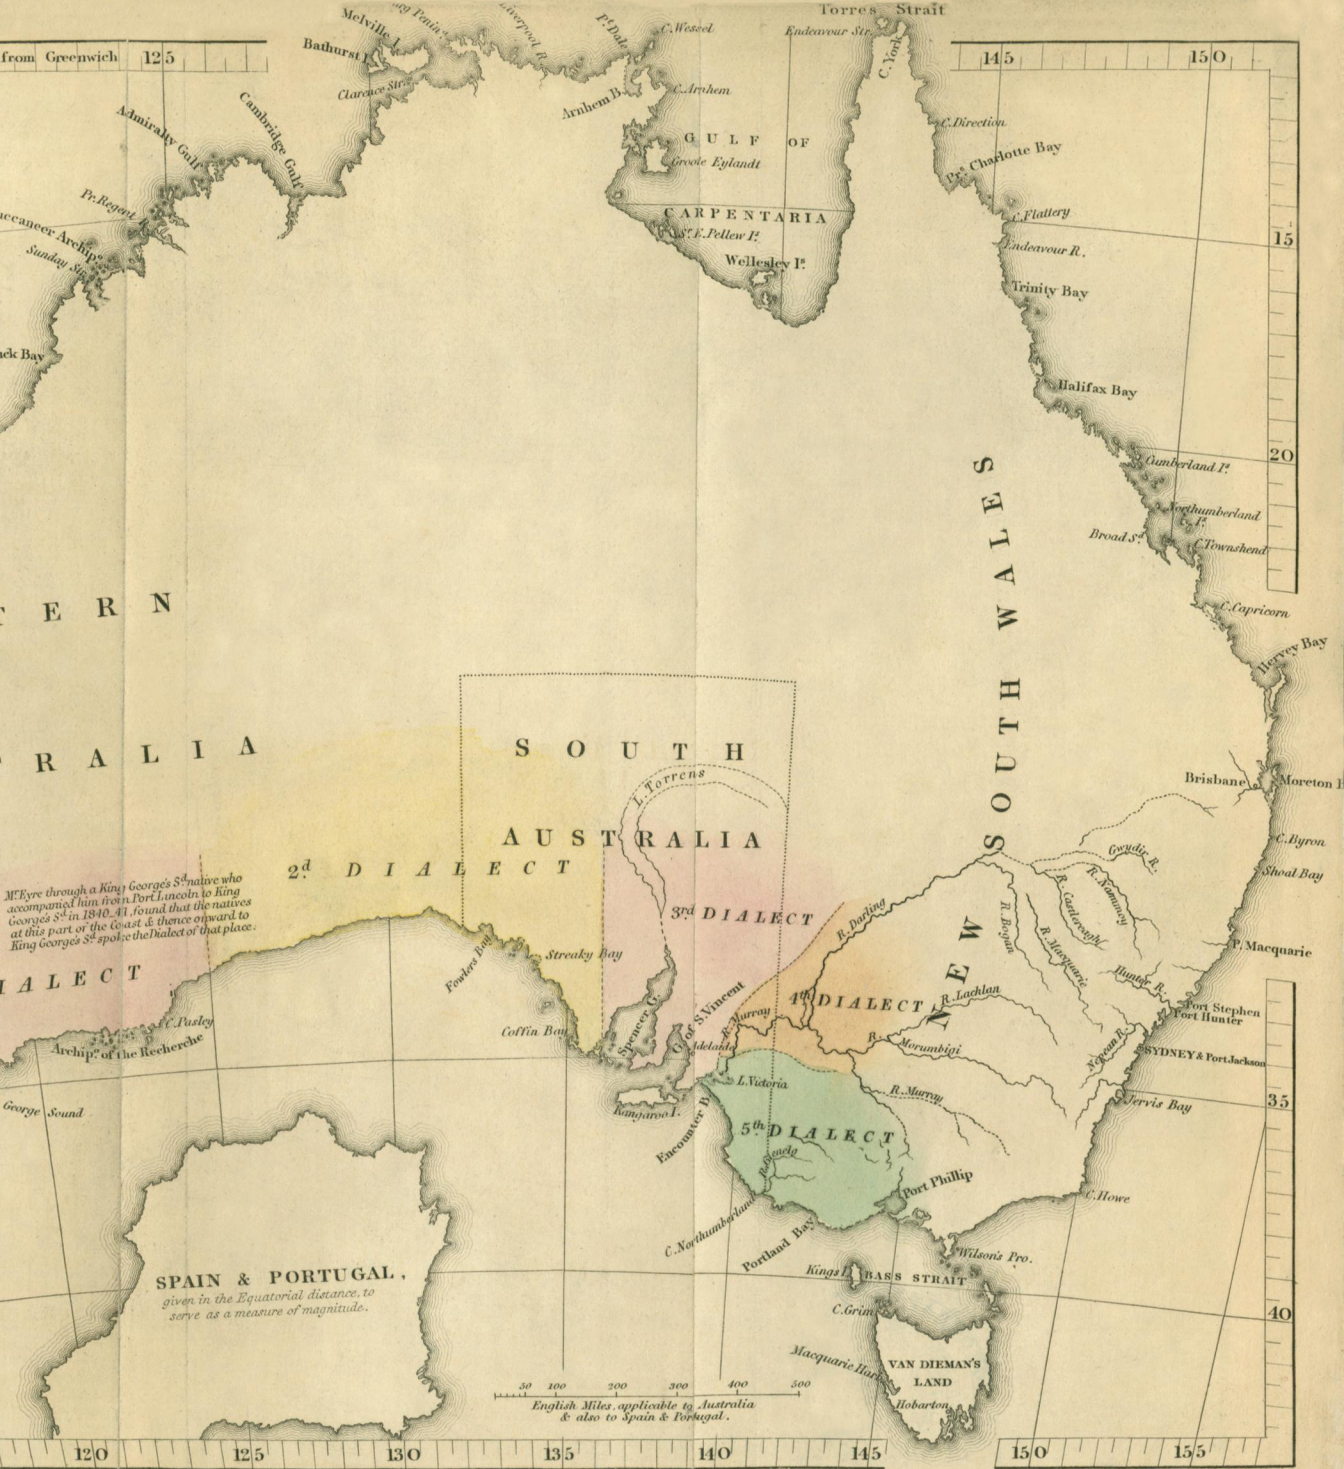 Torres Strait
Melville I.
Liverpool R.
Pt. Dale
C. Wessel
Endeavour Str.
C. York
from Greenwich
125
145
150
Bathurst I.
Clarence Str.
Arnhem B.
C. Arnhem
Admiralty Gulf
Cambridge Gulf
GULF OF
Groote Eylandt
C. Direction
Prs. Charlotte Bay
Pr. Regent R.
CARPENTARIA
Sr. E. Pellew Is.
Wellesley Is.
C. Flattery
15
Endeavour R.
Buccaneer Archipo.
Sunday Str.
Trinity Bay
Halifax Bay
20
Cumberland Is.
Northumberland
Is.
Broad Sd.
C. Townshend
C. Capricorn
Hervey Bay
TERN
RALIA
SOUTH
AUSTRALIA
L. Torrens
NEW SOUTH WALES
Brisbane
Moreton B
C. Byron
Shoal Bay
Gwydir R.
R. Nammoy
R. Castlereagh
R. Macquarie
R. Bogan
R. Darling
P. Macquarie
2d. DIALECT
3rd DIALECT
Mr. Eyre through a King George's Sd. native who
accompanied him from Port Lincoln to King
George's Sd. in 1840_41, found that the natives
at this part of the Coast & thence onward to
King George's Sd. spoke the Dialect of that place.
IALECT
Fowlers Bay
Streaky Bay
Coffin Bay
Spencer G.
G. of S. Vincent
Adelaide
R. Murray
4th DIALECT
R. Lachlan
R. Morumbigi
Hunter R.
Port Stephen
Port Hunter
Nepean R.
SYDNEY & Port Jackson
C. Pasley
Archipo. of the Recherche
George Sound
Kangaroo I.
Encounter B.
L. Victoria
R. Murray
Jervis Bay
35
5th DIALECT
R. Glenelg
Port Phillip
C. Howe
C. Northumberland
Portland Bay
Wilson's Pro.
Kings I.
BASS STRAIT
C. Grim
40
SPAIN & PORTUGAL,
given in the Equatorial distance, to
serve as a measure of magnitude.
Macquarie Har.
VAN DIEMAN'S
LAND
Hobarton
50 100 200 300 400 500
English Miles, applicable to Australia
& also to Spain & Portugal.
120 125 130 135 140 145 150 155